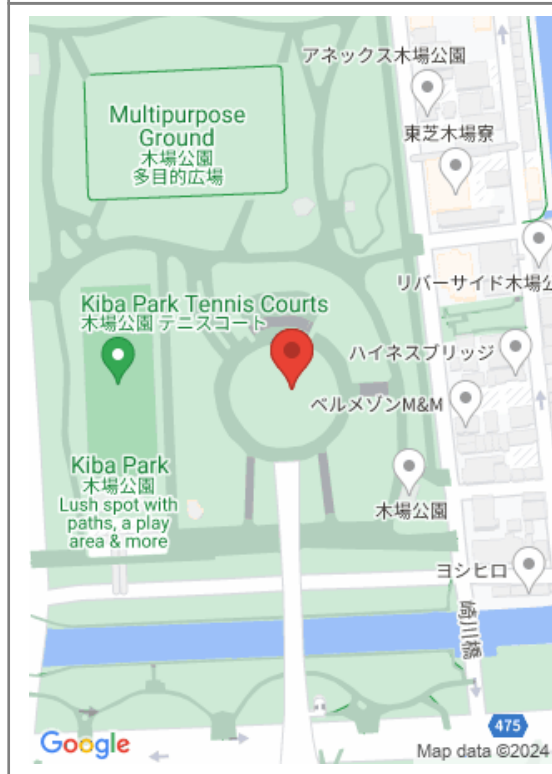 アネックス木場公園
Multipurpose
Ground
木場公園
多目的広場
東芝木場寮
リバーサイド木場公
Kiba Park Tennis Courts
木場公園 テニスコート
ハイネスブリッジ
ベルメゾンM&M
Kiba Park
木場公園
Lush spot with
paths, a play
area & more
木場公園
ヨシヒロ
崎川橋
475
Google
Map data ©2024